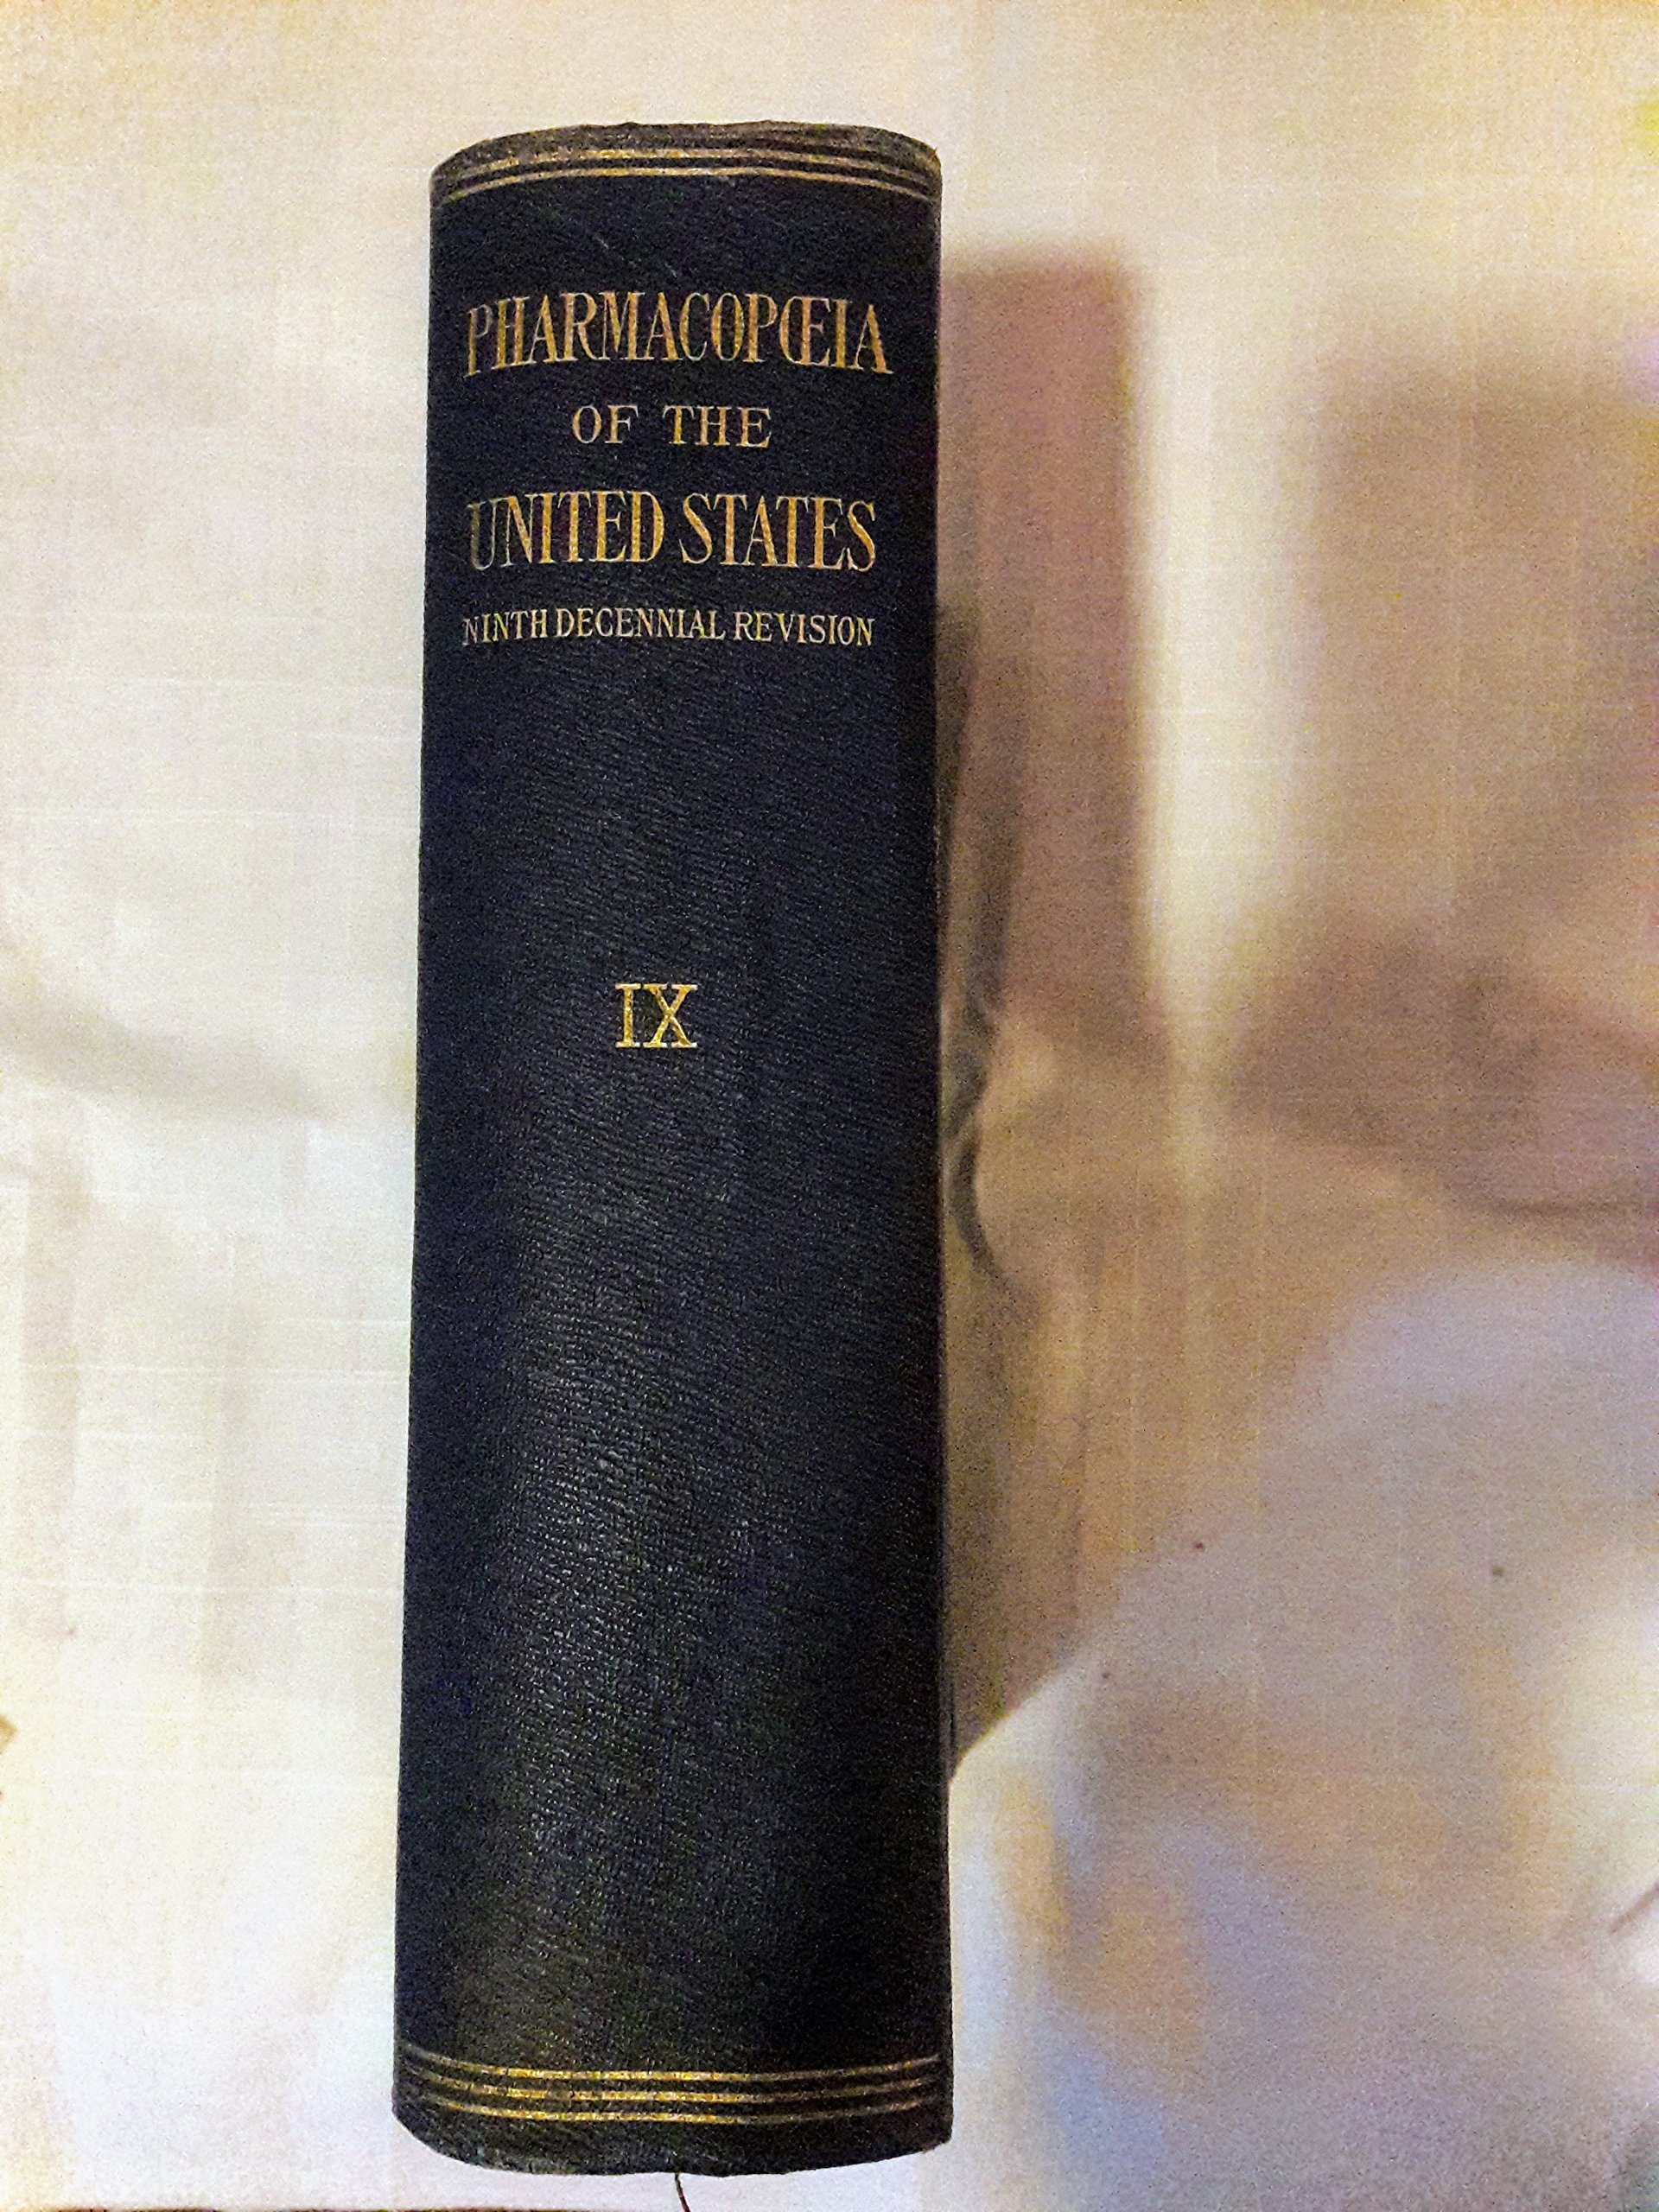 PHARMACOPŒIA
OF THE
UNITED STATES
NINTH DECENNIAL REVISION
IX